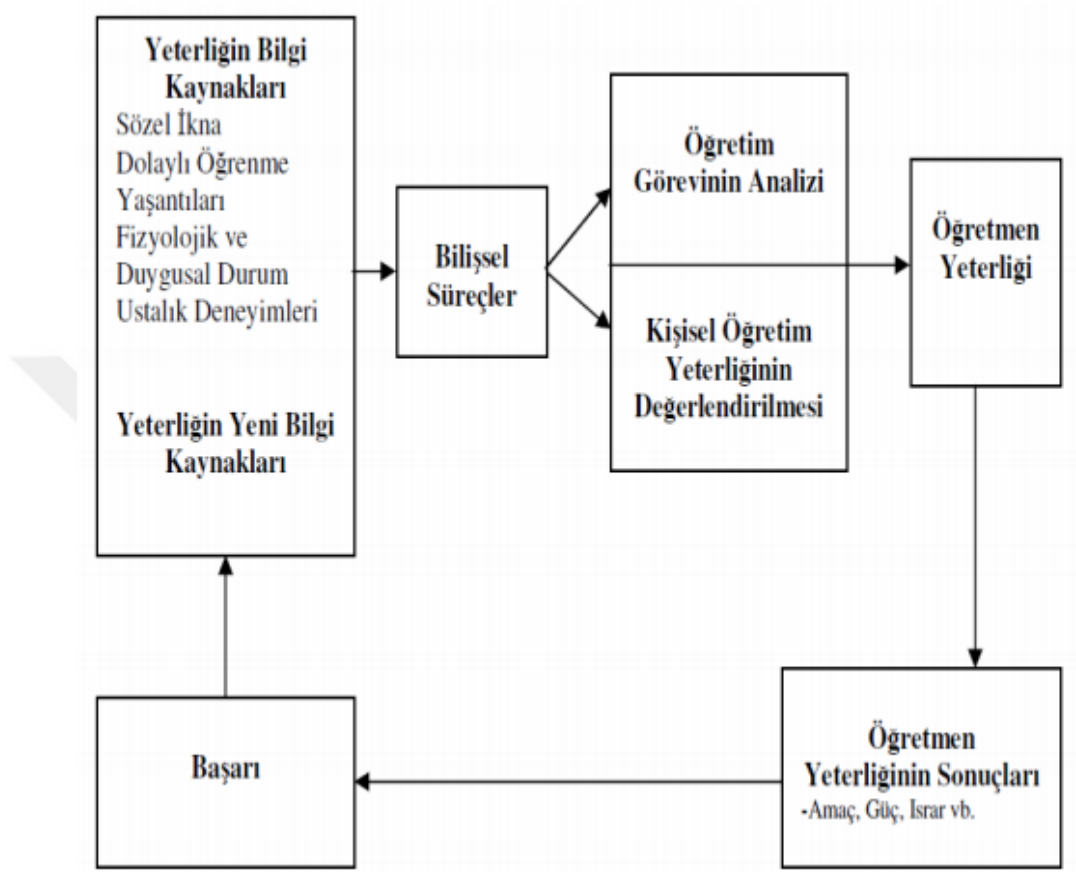 Yeterliğin Bilgi
Kaynakları
Sözel İkna
Dolaylı Öğrenme
Yaşantıları
Fizyolojik ve
Duygusal Durum
Ustalık Deneyimleri
Yeterliğin Yeni Bilgi
Kaynakları
Bilişsel
Süreçler
Öğretim
Görevinin Analizi
Kişisel Öğretim
Yeterliğinin
Değerlendirilmesi
Öğretmen
Yeterliği
Öğretmen
Yeterliğinin Sonuçları
-Amaç, Güç, Israr vb.
Başarı